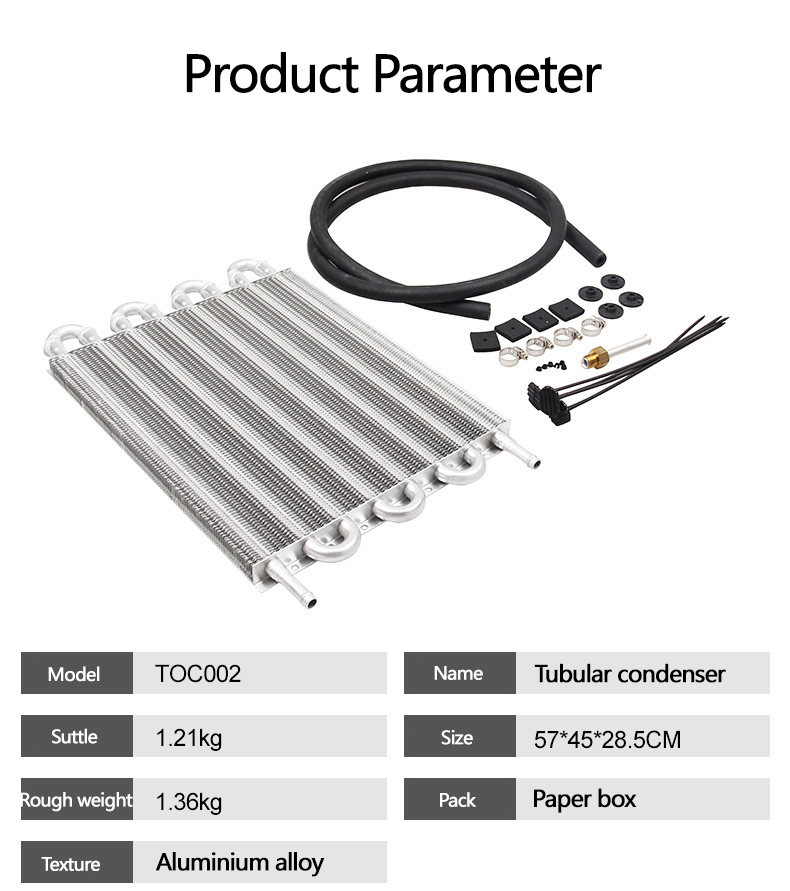 Product Parameter
Model TOC002
Name Tubular condenser
Suttle 1.21kg
Size 57*45*28.5CM
Rough weight 1.36kg
Pack Paper box
Texture Aluminium alloy